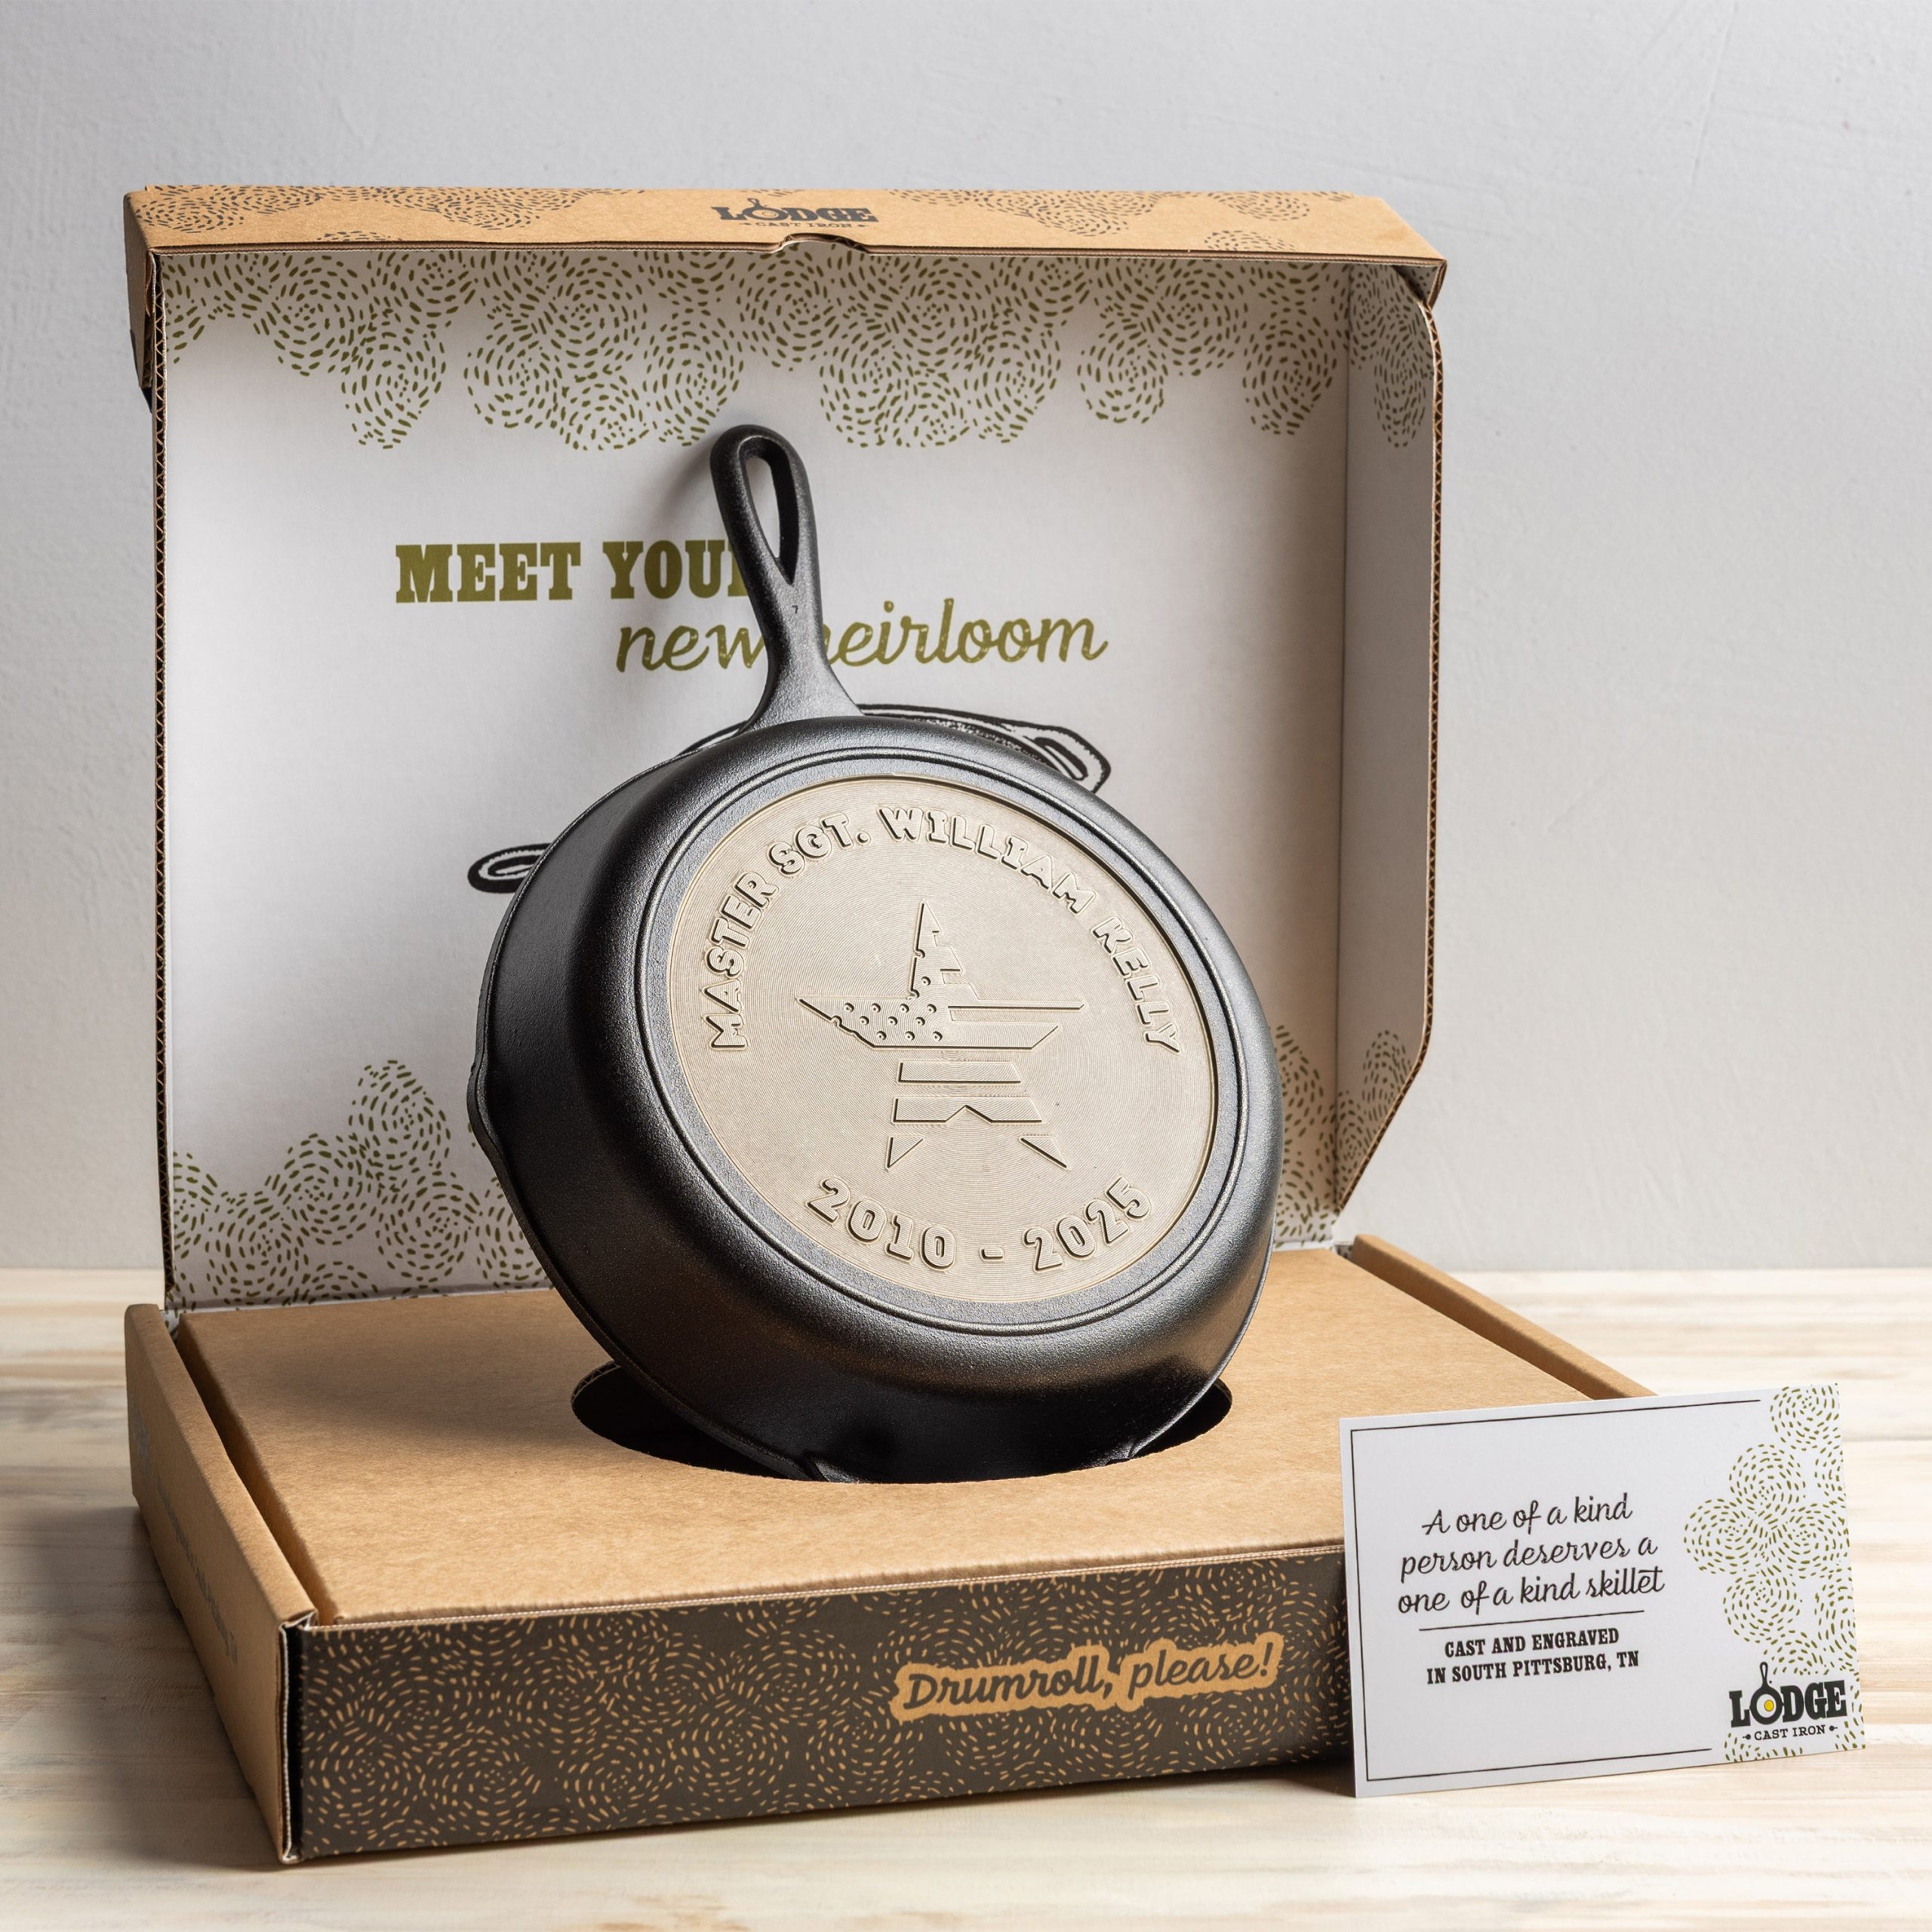 LODGE
CAST IRON
MEET YOUR
new heirloom
MASTER SGT. WILLIAM KELLY
2010 - 2025
Drumroll, please!
A one of a kind
person deserves a
one of a kind skillet
CAST AND ENGRAVED
IN SOUTH PITTSBURG, TN
LODGE
CAST IRON